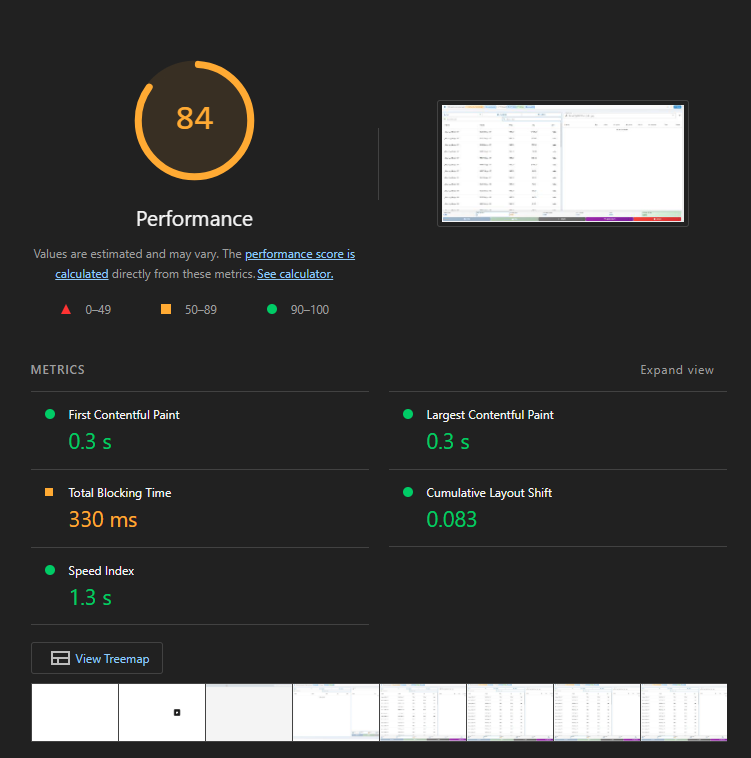 84
Performance
Values are estimated and may vary. The performance score is
calculated directly from these metrics. See calculator.
0–49
50–89
90–100
METRICS
Expand view
First Contentful Paint
0.3 s
Largest Contentful Paint
0.3 s
Total Blocking Time
330 ms
Cumulative Layout Shift
0.083
Speed Index
1.3 s
View Treemap